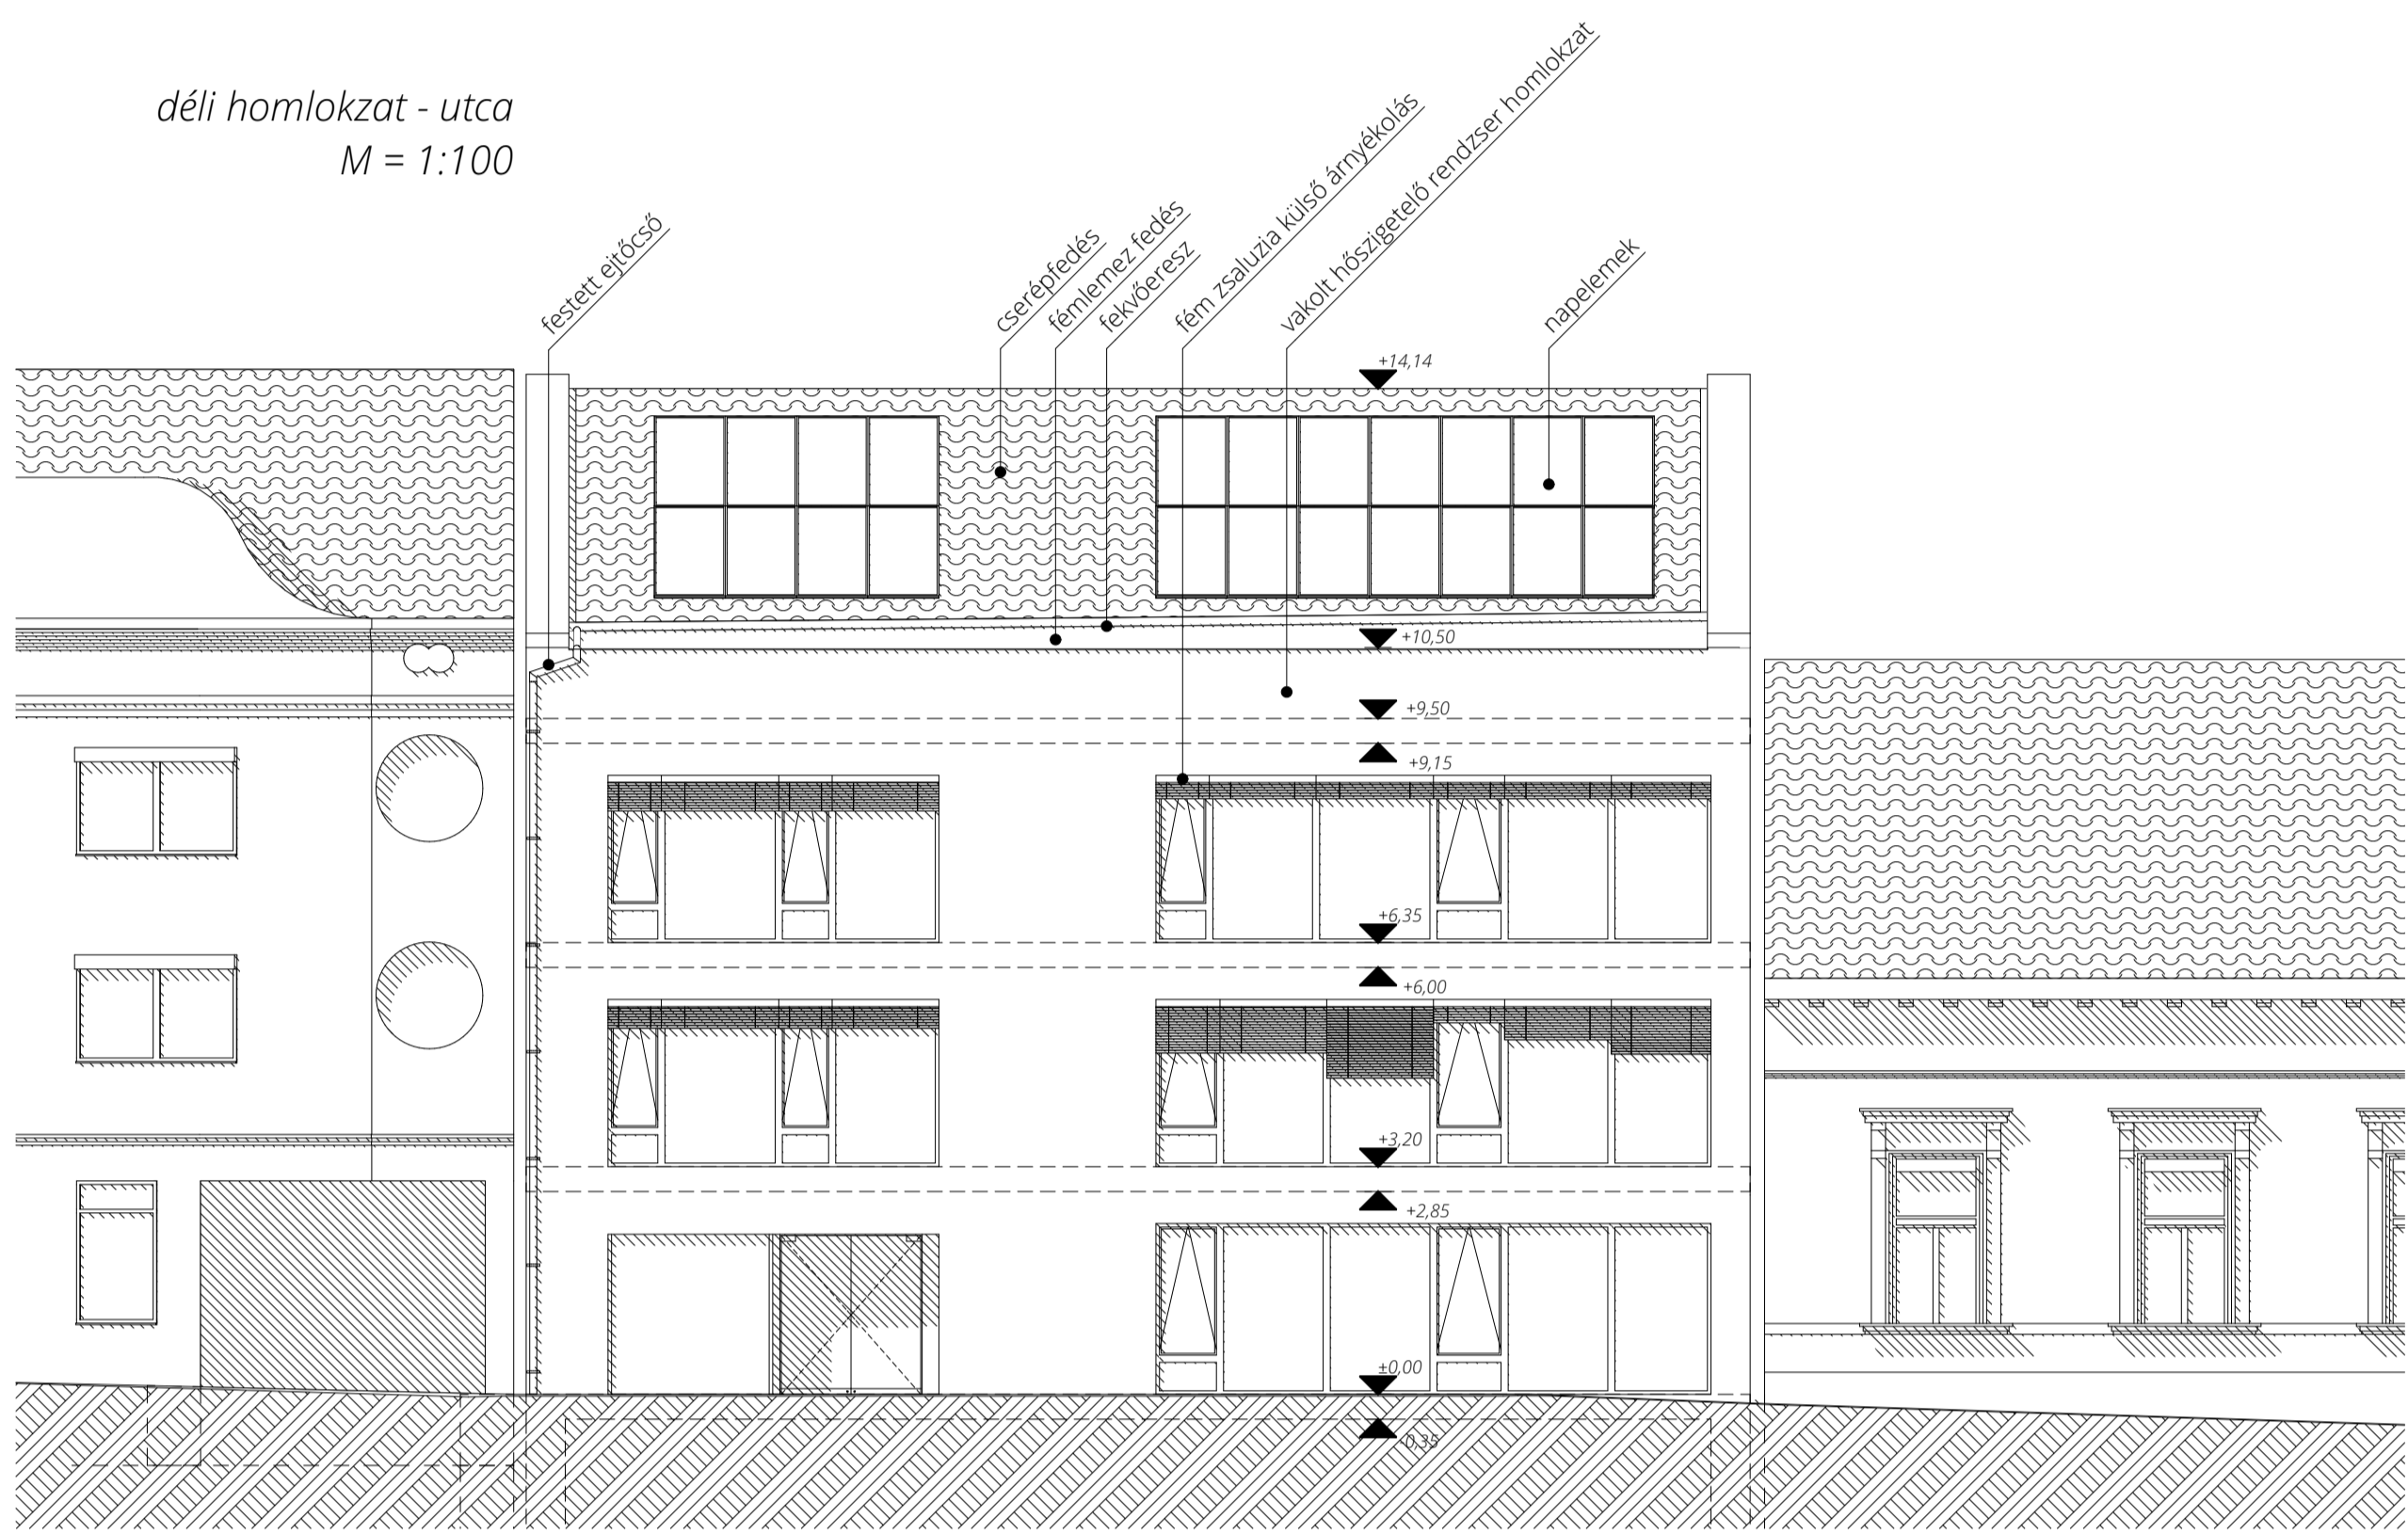 déli homlokzat - utca
M = 1:100
festett ejtőcső
cserépfedés
fémlemez fedés
fekvőeresz
fém zsaluzia külső árnyékolás
vakolt hőszigetelő rendzser homlokzat
napelemek
+14,14
+10,50
+9,50
+9,15
+6,35
+6,00
+3,20
+2,85
±0,00
-0,35